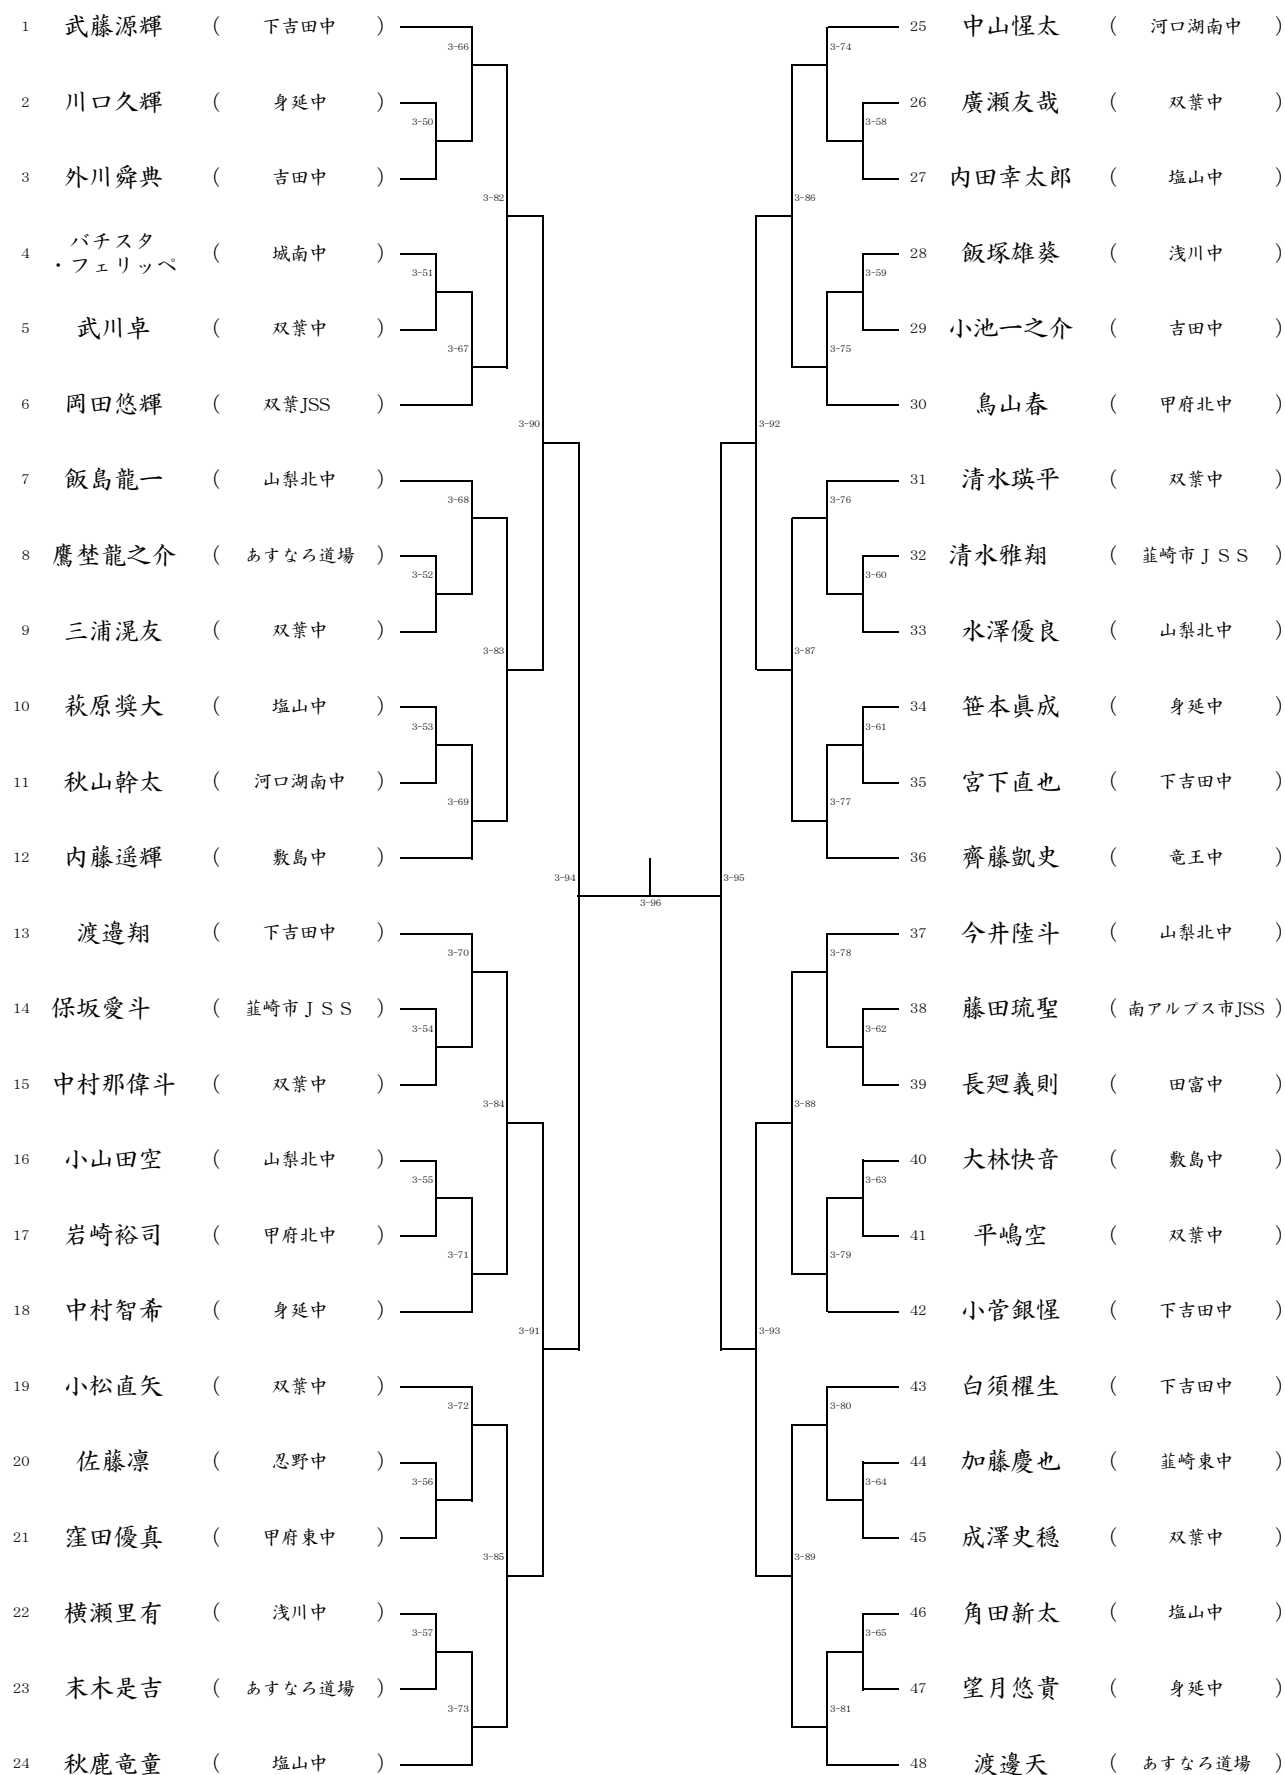 1 武藤源輝 ( 下吉田中 )
3-66
2 川口久輝 ( 身延中 )
3-50
3 外川舜典 ( 吉田中 )
3-82
4 バチスタ
・フェリッペ ( 城南中 )
3-51
5 武川卓 ( 双葉中 )
3-67
6 岡田悠輝 ( 双葉JSS )
3-90
7 飯島龍一 ( 山梨北中 )
3-68
8 鷹埜龍之介 ( あすなろ道場 )
3-52
9 三浦滉友 ( 双葉中 )
3-83
10 萩原奨大 ( 塩山中 )
3-53
11 秋山幹太 ( 河口湖南中 )
3-69
12 内藤遥輝 ( 敷島中 )
3-94
13 渡邉翔 ( 下吉田中 )
3-70
14 保坂愛斗 ( 韮崎市ＪＳＳ )
3-54
15 中村那偉斗 ( 双葉中 )
3-84
16 小山田空 ( 山梨北中 )
3-55
17 岩崎裕司 ( 甲府北中 )
3-71
18 中村智希 ( 身延中 )
3-91
19 小松直矢 ( 双葉中 )
3-72
20 佐藤凛 ( 忍野中 )
3-56
21 窪田優真 ( 甲府東中 )
3-85
22 横瀬里有 ( 浅川中 )
3-57
23 末木是吉 ( あすなろ道場 )
3-73
24 秋鹿竜童 ( 塩山中 )
3-96
25 中山惺太 ( 河口湖南中 )
3-74
26 廣瀬友哉 ( 双葉中 )
3-58
27 内田幸太郎 ( 塩山中 )
3-86
28 飯塚雄葵 ( 浅川中 )
3-59
29 小池一之介 ( 吉田中 )
3-75
30 鳥山春 ( 甲府北中 )
3-92
31 清水瑛平 ( 双葉中 )
3-76
32 清水雅翔 ( 韮崎市ＪＳＳ )
3-60
33 水澤優良 ( 山梨北中 )
3-87
34 笹本眞成 ( 身延中 )
3-61
35 宮下直也 ( 下吉田中 )
3-77
36 齊藤凱史 ( 竜王中 )
3-95
37 今井陸斗 ( 山梨北中 )
3-78
38 藤田琉聖 ( 南アルプス市JSS )
3-62
39 長廻義則 ( 田富中 )
3-88
40 大林快音 ( 敷島中 )
3-63
41 平嶋空 ( 双葉中 )
3-79
42 小菅銀惺 ( 下吉田中 )
3-93
43 白須櫂生 ( 下吉田中 )
3-80
44 加藤慶也 ( 韮崎東中 )
3-64
45 成澤史穏 ( 双葉中 )
3-89
46 角田新太 ( 塩山中 )
3-65
47 望月悠貴 ( 身延中 )
3-81
48 渡邊天 ( あすなろ道場 )